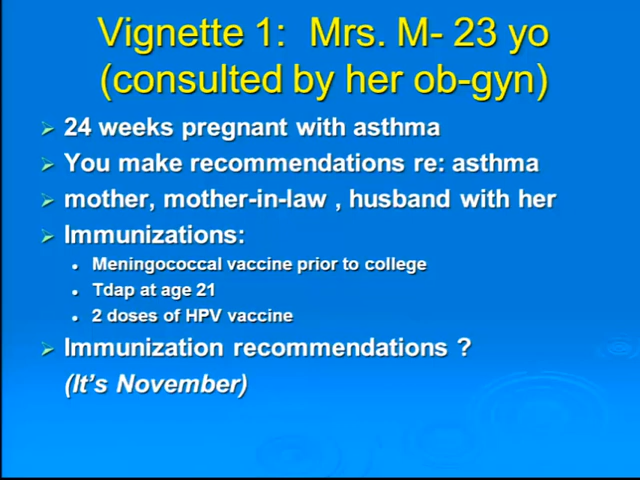 Vignette 1:  Mrs. M- 23 yo
(consulted by her ob-gyn)
24 weeks pregnant with asthma
You make recommendations re: asthma
mother, mother-in-law , husband with her
Immunizations:
Meningococcal vaccine prior to college
Tdap at age 21
2 doses of HPV vaccine
Immunization recommendations ?
(It's November)